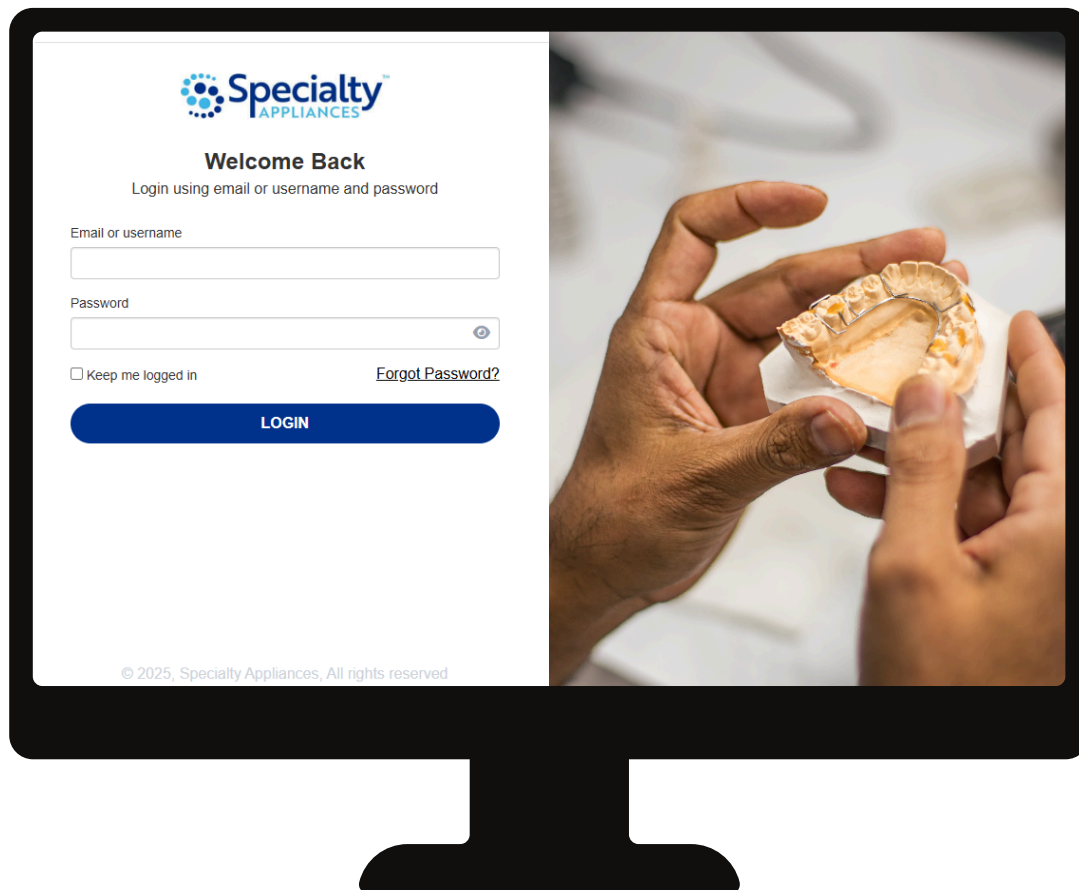 Specialty™
APPLIANCES
Welcome Back
Login using email or username and password
Email or username
Password
Keep me logged in
Forgot Password?
LOGIN
© 2025, Specialty Appliances, All rights reserved